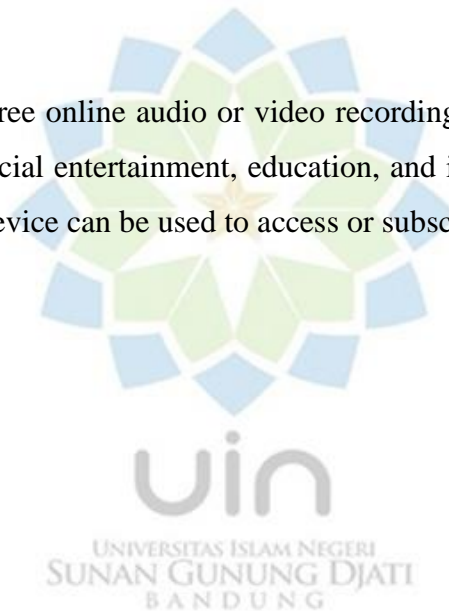 ree online audio or video recording
cial entertainment, education, and i
evice can be used to access or subsc
uin
UNIVERSITAS ISLAM NEGERI
SUNAN GUNUNG DJATI
BANDUNG